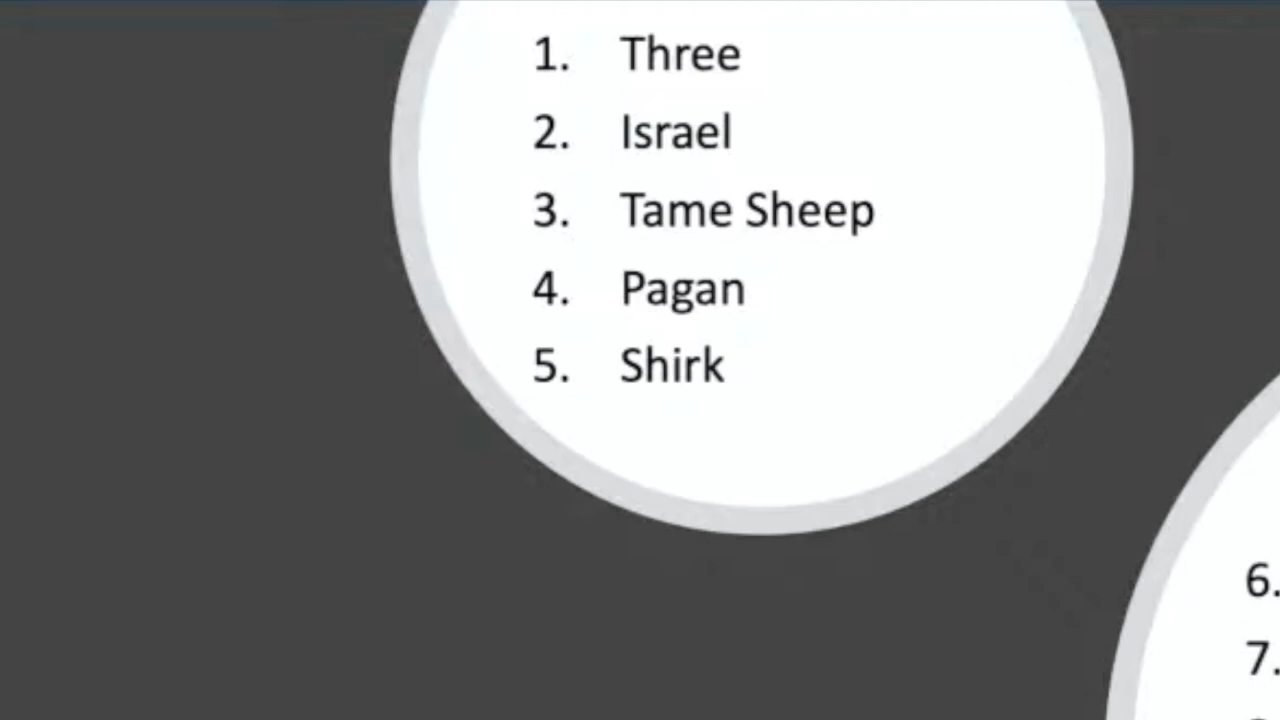 1. Three
2. Israel
3. Tame Sheep
4. Pagan
5. Shirk
6.
7.